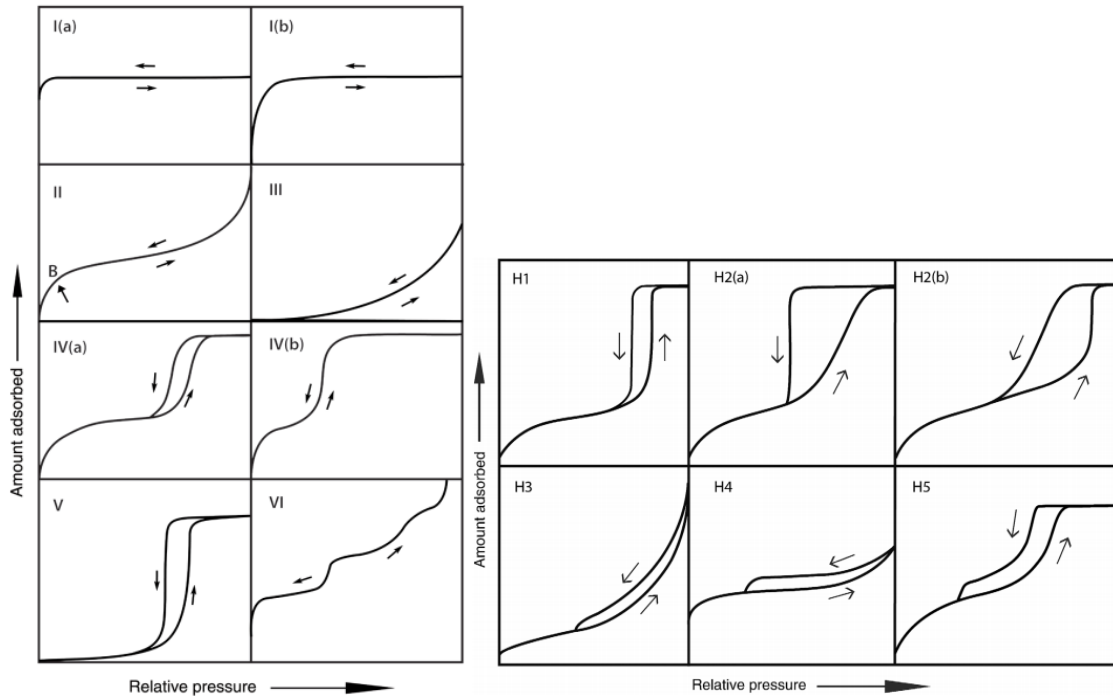 I(a)
I(b)
II
III
B
IV(a)
IV(b)
V
VI
Amount adsorbed
Relative pressure
H1
H2(a)
H2(b)
H3
H4
H5
Amount adsorbed
Relative pressure